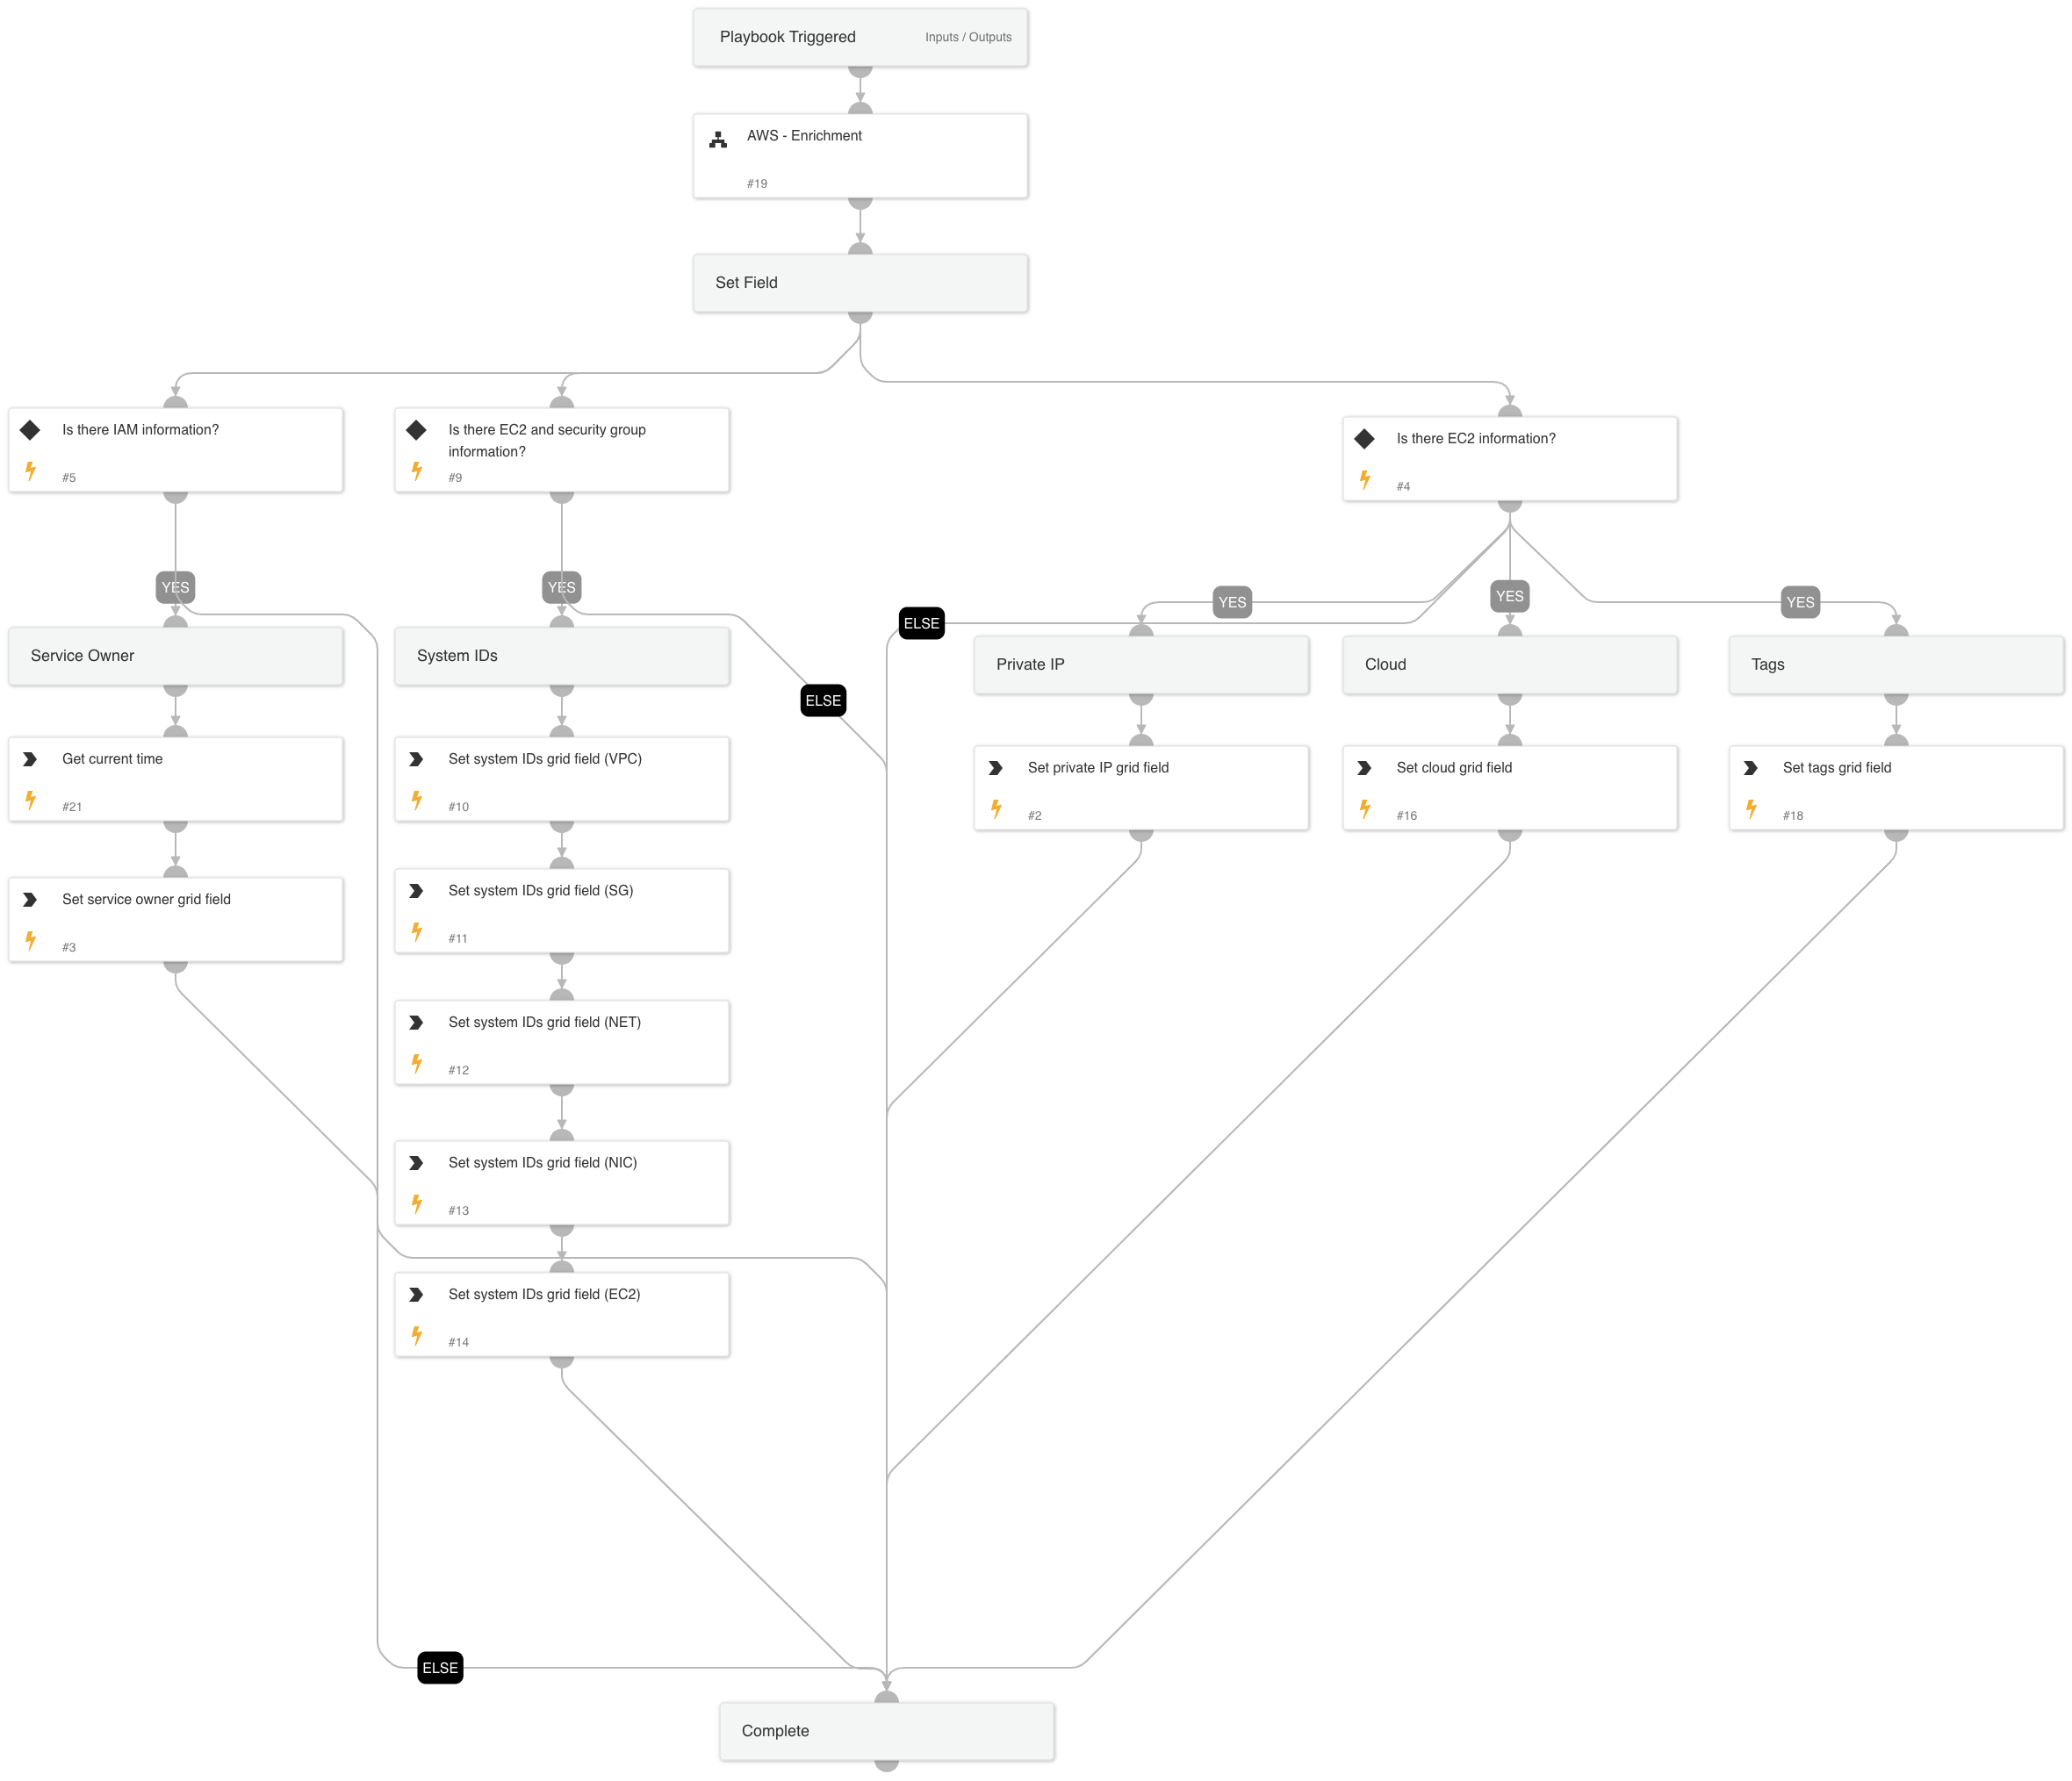 Playbook Triggered
Inputs / Outputs
AWS - Enrichment
#19
Set Field
Is there IAM information?
#5
Is there EC2 and security group
information?
#9
Is there EC2 information?
#4
YES
YES
YES
YES
YES
ELSE
Service Owner
System IDs
Private IP
Cloud
Tags
ELSE
Get current time
#21
Set system IDs grid field (VPC)
#10
Set private IP grid field
#2
Set cloud grid field
#16
Set tags grid field
#18
Set service owner grid field
#3
Set system IDs grid field (SG)
#11
Set system IDs grid field (NET)
#12
Set system IDs grid field (NIC)
#13
Set system IDs grid field (EC2)
#14
ELSE
Complete